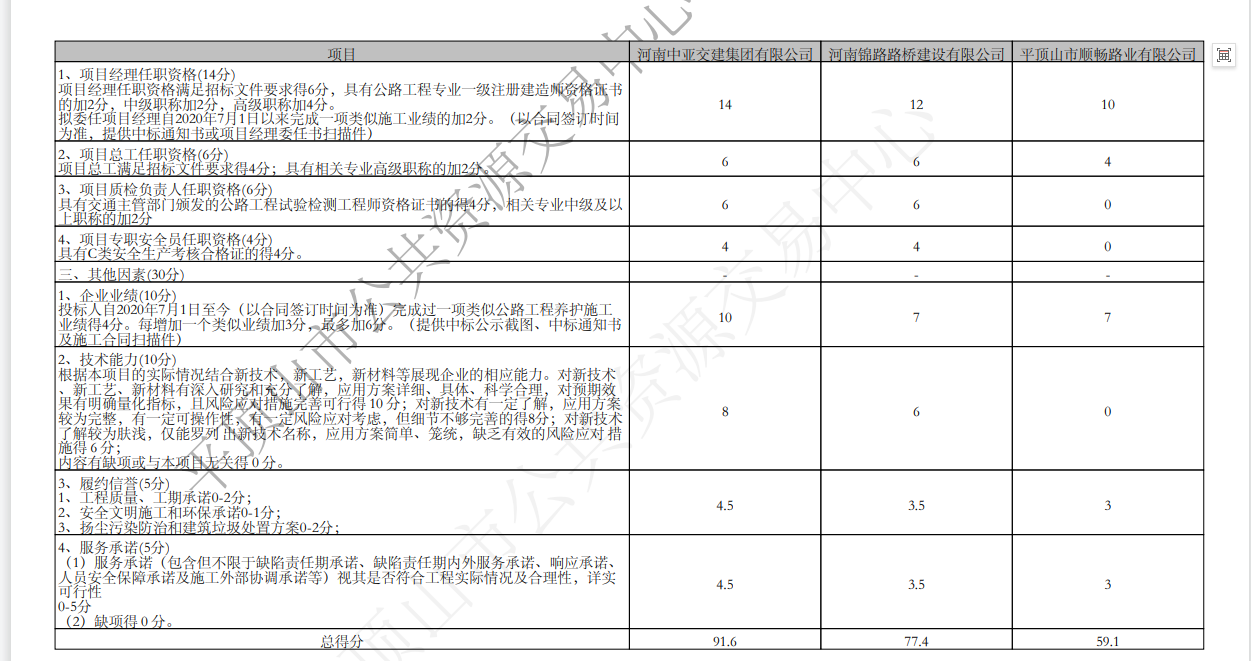 项目 河南中亚交建集团有限公司 河南锦路路桥建设有限公司 平顶山市顺畅路业有限公司
1、项目经理任职资格(14分)
项目经理任职资格满足招标文件要求得6分，具有公路工程专业一级注册建造师资格证书
的加2分，中级职称加2分，高级职称加4分。
拟委任项目经理自2020年7月1日以来完成一项类似施工业绩的加2分。（以合同签订时间
为准，提供中标通知书或项目经理委任书扫描件）
14 12 10
2、项目总工任职资格(6分)
项目总工满足招标文件要求得4分；具有相关专业高级职称的加2分。
6 6 4
3、项目质检负责人任职资格(6分)
具有交通主管部门颁发的公路工程试验检测工程师资格证书的得4分，相关专业中级及以
上职称的加2分
6 6 0
4、项目专职安全员任职资格(4分)
具有C类安全生产考核合格证的得4分。
4 4 0
三、其他因素(30分) - - -
1、企业业绩(10分)
投标人自2020年7月1日至今（以合同签订时间为准）完成过一项类似公路工程养护施工
业绩得4分。每增加一个类似业绩加3分，最多加6分。（提供中标公示截图、中标通知书
及施工合同扫描件）
10 7 7
2、技术能力(10分)
根据本项目的实际情况结合新技术，新工艺，新材料等展现企业的相应能力。对新技术
、新工艺、新材料有深入研究和充分了解，应用方案详细、具体、科学合理，对预期效
果有明确量化指标，且风险应对措施完善可行得 10 分；对新技术有一定了解，应用方案
较为完整，有一定可操作性，有一定风险应对考虑，但细节不够完善的得8分；对新技术
了解较为肤浅，仅能罗列出新技术名称，应用方案简单、笼统，缺乏有效的风险应对 措
施得 6 分；
内容有缺项或与本项目无关得 0 分。
8 6 0
3、履约信誉(5分)
1、工程质量、工期承诺0-2分；
2、安全文明施工和环保承诺0-1分；
3、扬尘污染防治和建筑垃圾处置方案0-2分；
4.5 3.5 3
4、服务承诺(5分)
（1）服务承诺（包含但不限于缺陷责任期承诺、缺陷责任期内外服务承诺、响应承诺、
人员安全保障承诺及施工外部协调承诺等）视其是否符合工程实际情况及合理性，详实
可行性
0-5分
（2）缺项得 0 分。
4.5 3.5 3
总得分 91.6 77.4 59.1
平顶山市公共资源交易中心
顶山市公共资源交易中心